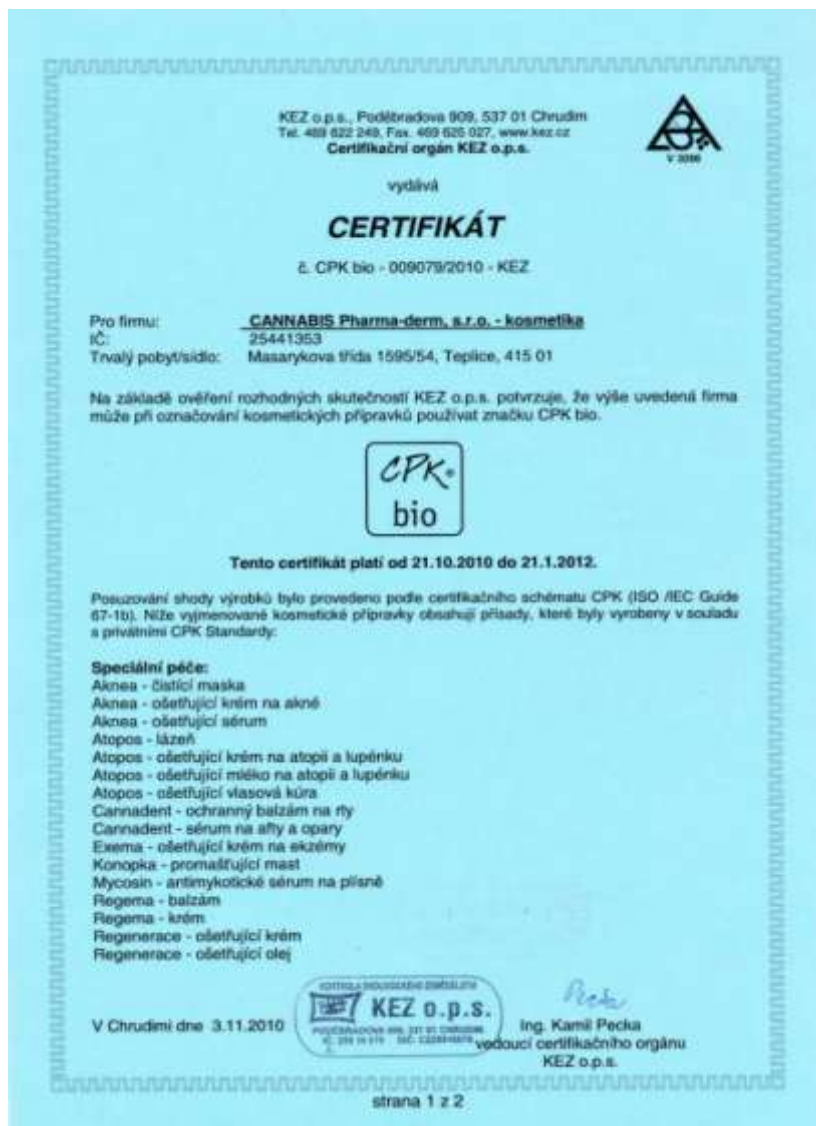 KEZ o.p.s., Poděbradova 909, 537 01 Chrudim
Tel. 469 622 249, Fax. 469 625 027, www.kez.cz
Certifikační orgán KEZ o.p.s.
vydává
CERTIFIKÁT
č. CPK bio - 009079/2010 - KEZ
Pro firmu: CANNABIS Pharma-derm, s.r.o. - kosmetika
IČ: 25441353
Trvalý pobyt/sídlo: Masarykova třída 1595/54, Teplice, 415 01
Na základě ověření rozhodných skutečností KEZ o.p.s. potvrzuje, že výše uvedená firma
může při označování kosmetických přípravků používat značku CPK bio.
CPK®
bio
Tento certifikát platí od 21.10.2010 do 21.1.2012.
Posuzování shody výrobků bylo provedeno podle certifikačního schématu CPK (ISO /IEC Guide
67-1b). Níže vyjmenované kosmetické přípravky obsahují přísady, které byly vyrobeny v souladu
s privátními CPK Standardy:
Speciální péče:
Aknea - čistící maska
Aknea - ošetřující krém na akné
Aknea - ošetřující sérum
Atopos - lázeň
Atopos - ošetřující krém na atopii a lupénku
Atopos - ošetřující mléko na atopii a lupénku
Atopos - ošetřující vlasová kúra
Cannadent - ochranný balzám na rty
Cannadent - sérum na afty a opary
Exema - ošetřující krém na ekzémy
Konopka - promašťující mast
Mycosin - antimykotické sérum na plísně
Regema - balzám
Regema - krém
Regenerace - ošetřující krém
Regenerace - ošetřující olej
KEZ o.p.s.
V Chrudimi dne 3.11.2010
Ing. Kamil Pecka
vedoucí certifikačního orgánu
KEZ o.p.s.
strana 1 z 2